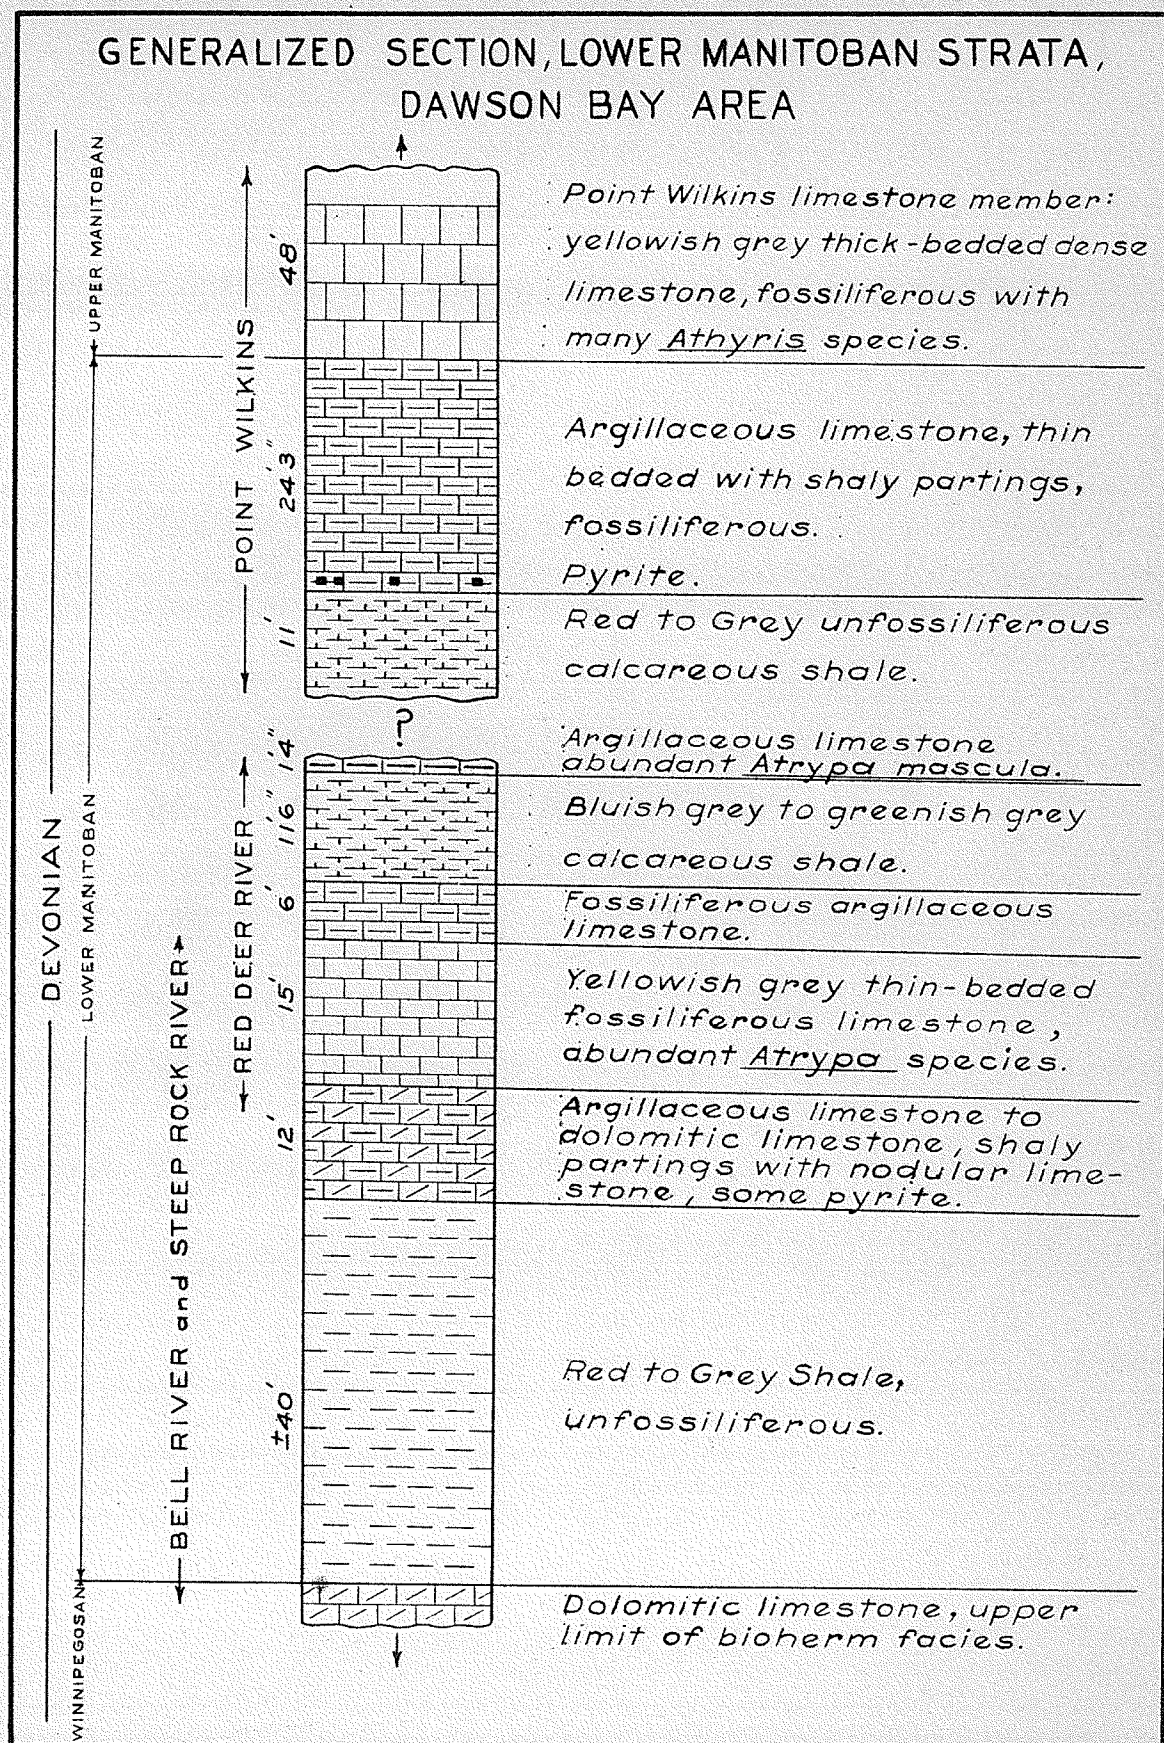 GENERALIZED SECTION, LOWER MANITOBAN STRATA,
DAWSON BAY AREA
DEVONIAN
UPPER MANITOBAN
LOWER MANITOBAN
WINNIPEGOSAN
POINT WILKINS
RED DEER RIVER
BELL RIVER and STEEP ROCK RIVER
48'
Point Wilkins limestone member:
yellowish grey thick-bedded dense
limestone, fossiliferous with
many Athyris species.
24'3"
Argillaceous limestone, thin
bedded with shaly partings,
fossiliferous.
Pyrite.
11'
Red to Grey unfossiliferous
calcareous shale.
?
1'4"
Argillaceous limestone
abundant Atrypa mascula.
11'6"
Bluish grey to greenish grey
calcareous shale.
6'
Fossiliferous argillaceous
limestone.
15'
Yellowish grey thin-bedded
fossiliferous limestone,
abundant Atrypa species.
12'
Argillaceous limestone to
dolomitic limestone, shaly
partings with nodular lime-
stone, some pyrite.
±40'
Red to Grey Shale,
unfossiliferous.
Dolomitic limestone, upper
limit of bioherm facies.